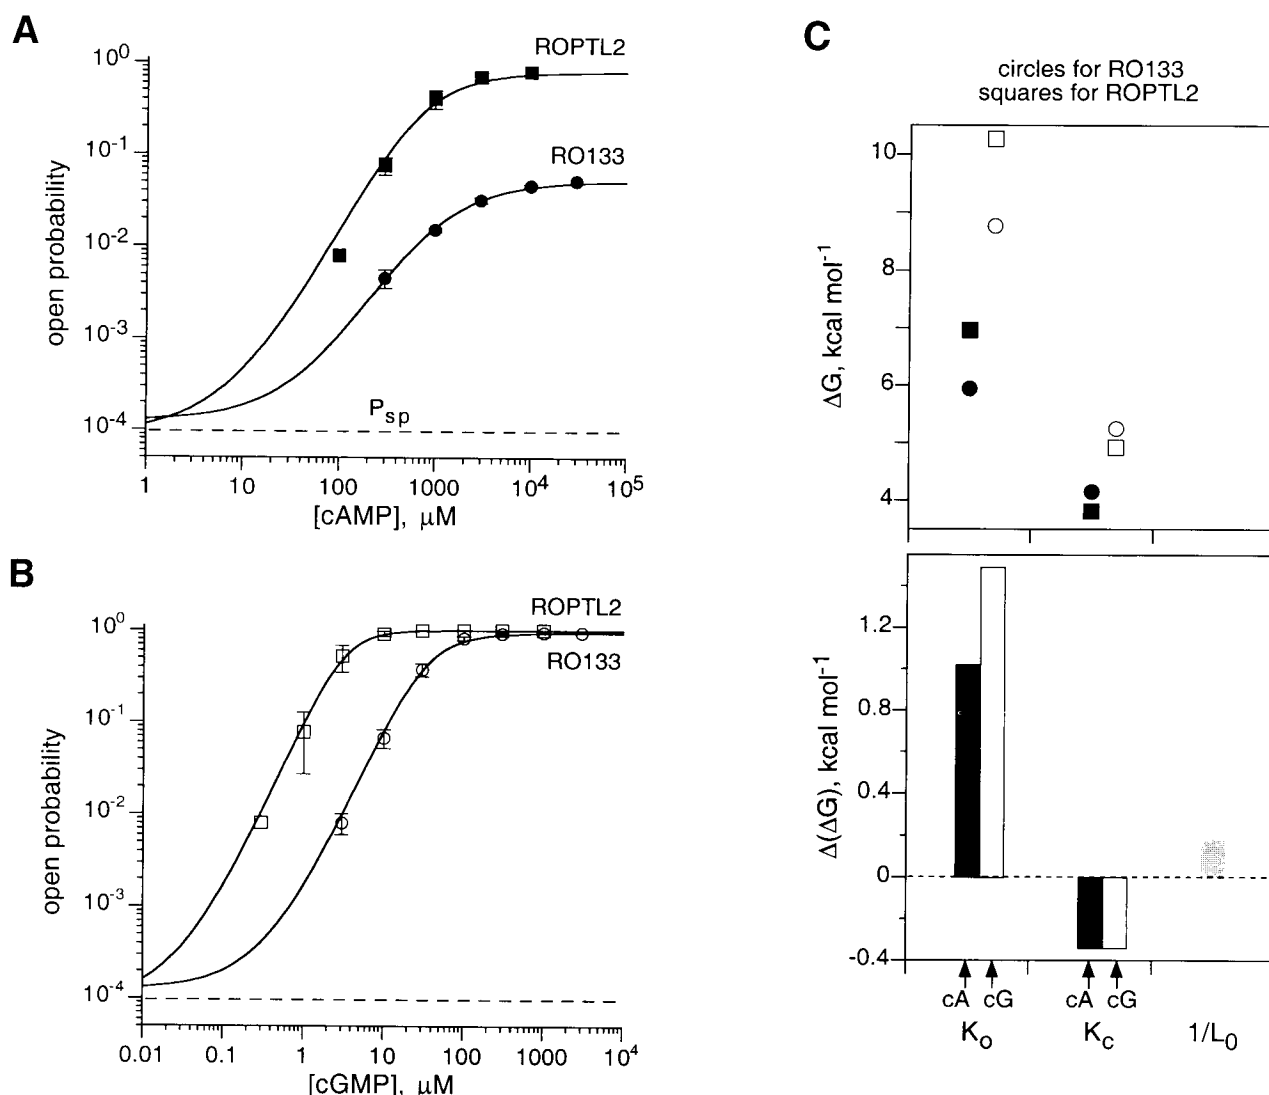 A
ROPTL2
RO133
10⁰
10⁻¹
10⁻²
10⁻³
10⁻⁴
open probability
Psp
1
10
100
1000
10⁴
10⁵
[cAMP], μM
B
ROPTL2
RO133
10⁰
10⁻¹
10⁻²
10⁻³
10⁻⁴
open probability
0.01
0.1
1
10
100
1000
10⁴
[cGMP], μM
C
circles for RO133
squares for ROPTL2
10
8
6
4
ΔG, kcal mol⁻¹
1.2
0.8
0.4
0
-0.4
Δ(ΔG), kcal mol⁻¹
cA cG cA cG
Kₒ K꜀ 1/L₀